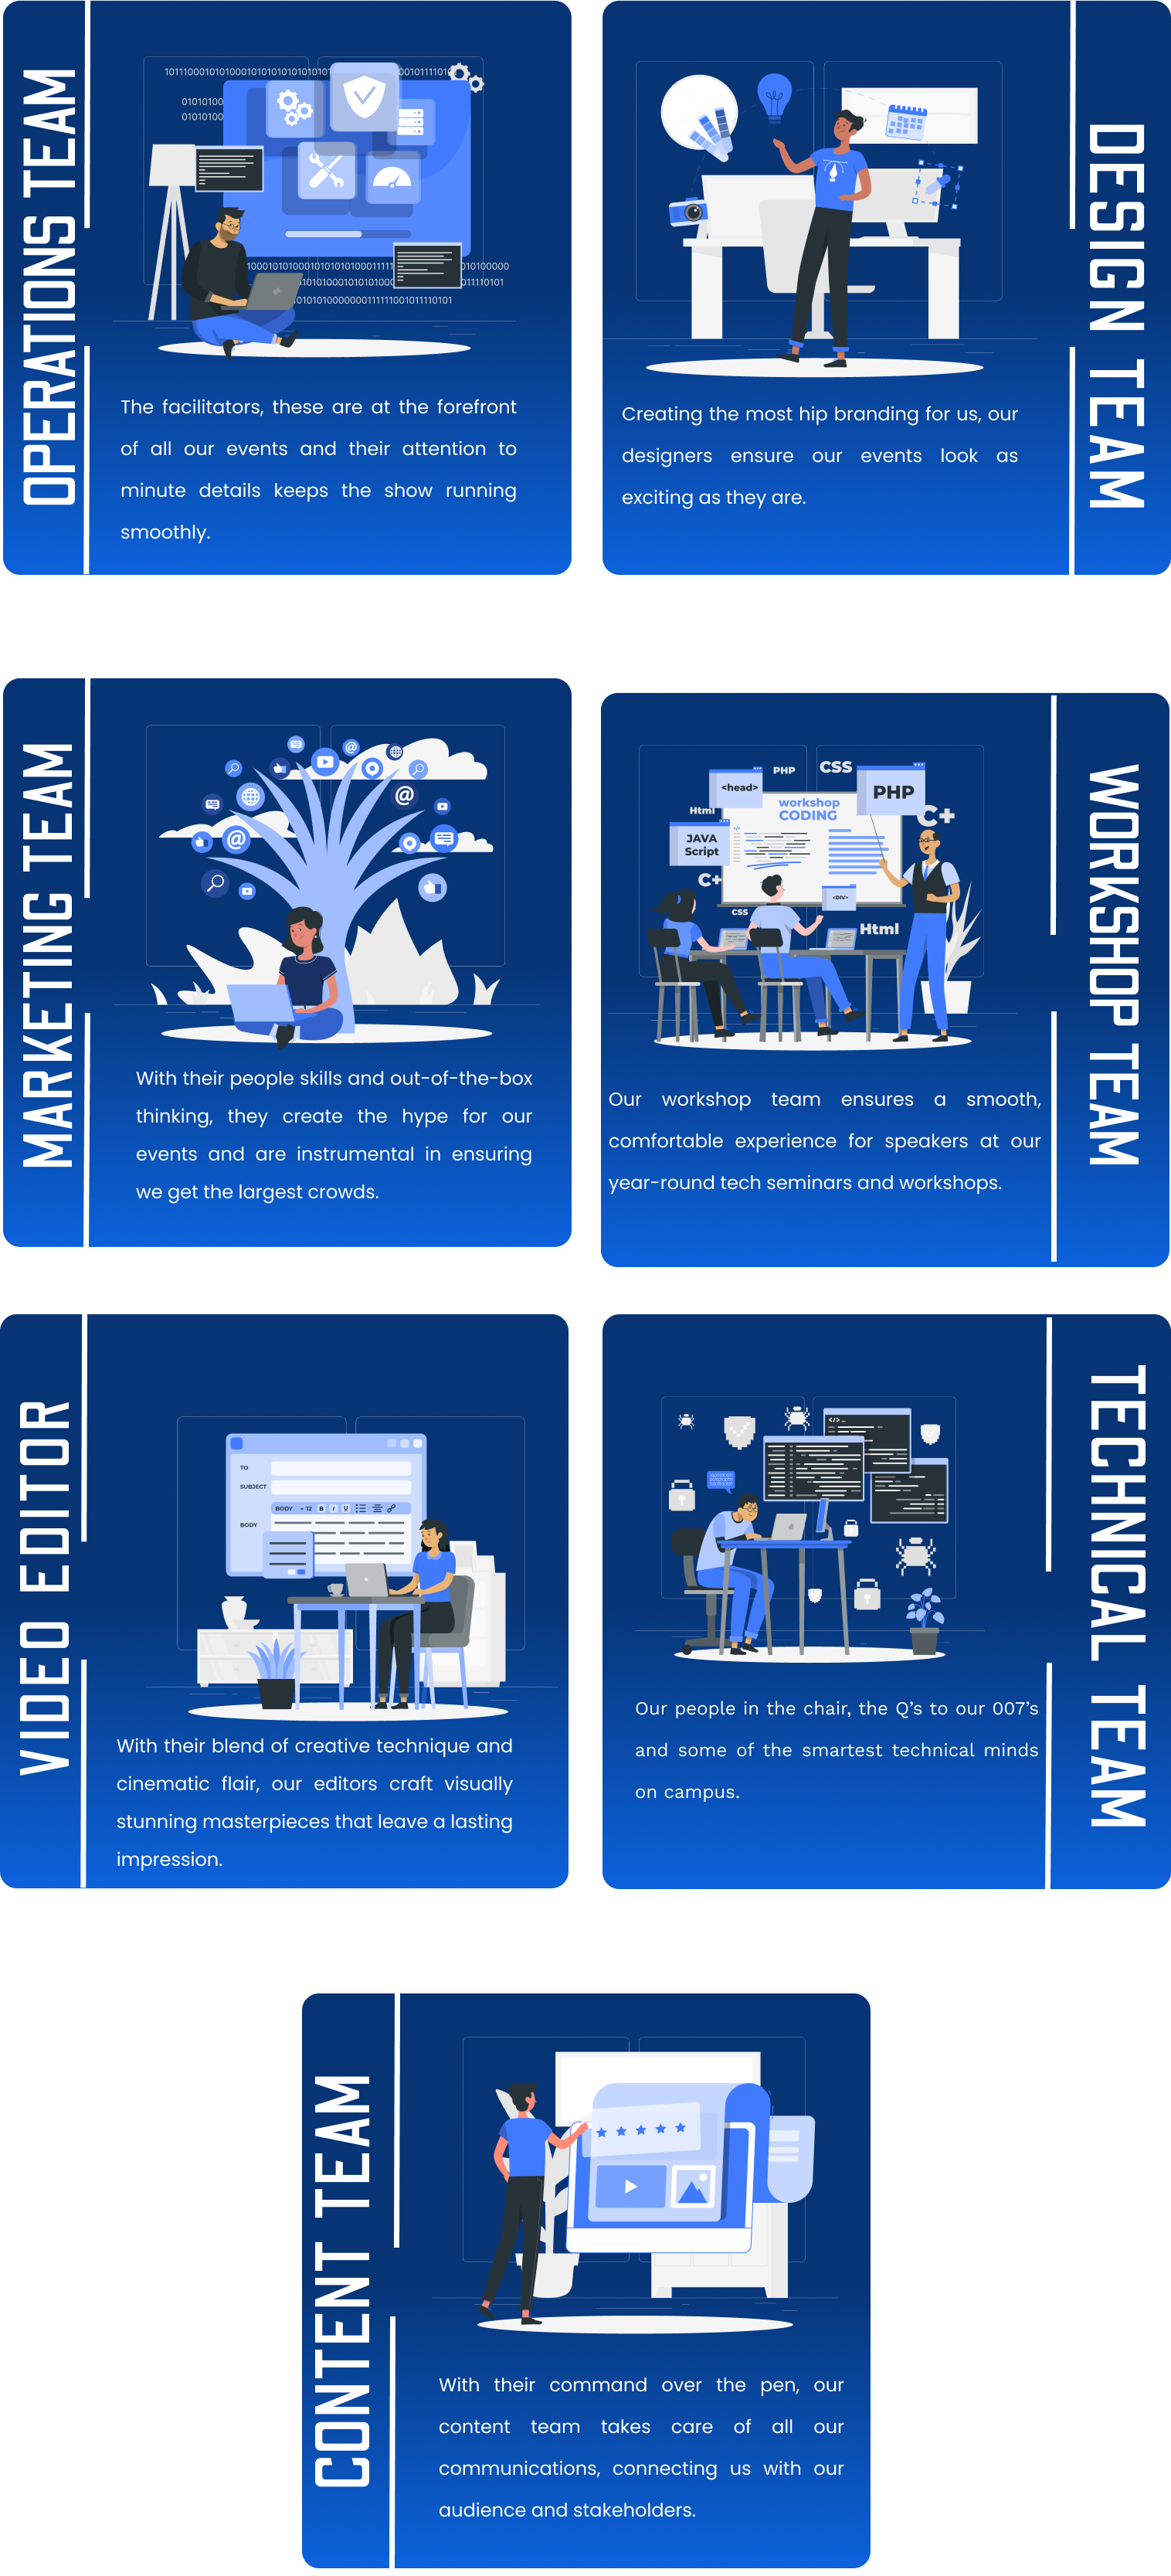 OPERATIONS TEAM
10111000101010001010101010101010
001011110101
01010100
01010100
The facilitators, these are at the forefront
of all our events and their attention to
minute details keeps the show running
smoothly.
DESIGN TEAM
Creating the most hip branding for us, our
designers ensure our events look as
exciting as they are.
MARKETING TEAM
With their people skills and out-of-the-box
thinking, they create the hype for our
events and are instrumental in ensuring
we get the largest crowds.
WORKSHOP TEAM
PHP
CSS
<head>
PHP
Html
workshop
CODING
C+
JAVA
Script
C+
<DIV>
CSS
Html
Our workshop team ensures a smooth,
comfortable experience for speakers at our
year-round tech seminars and workshops.
VIDEO EDITOR
TO
SUBJECT
BODY 12 B I U
BODY
With their blend of creative technique and
cinematic flair, our editors craft visually
stunning masterpieces that leave a lasting
impression.
TECHNICAL TEAM
</>
Our people in the chair, the Q's to our 007's
and some of the smartest technical minds
on campus.
CONTENT TEAM
With their command over the pen, our
content team takes care of all our
communications, connecting us with our
audience and stakeholders.